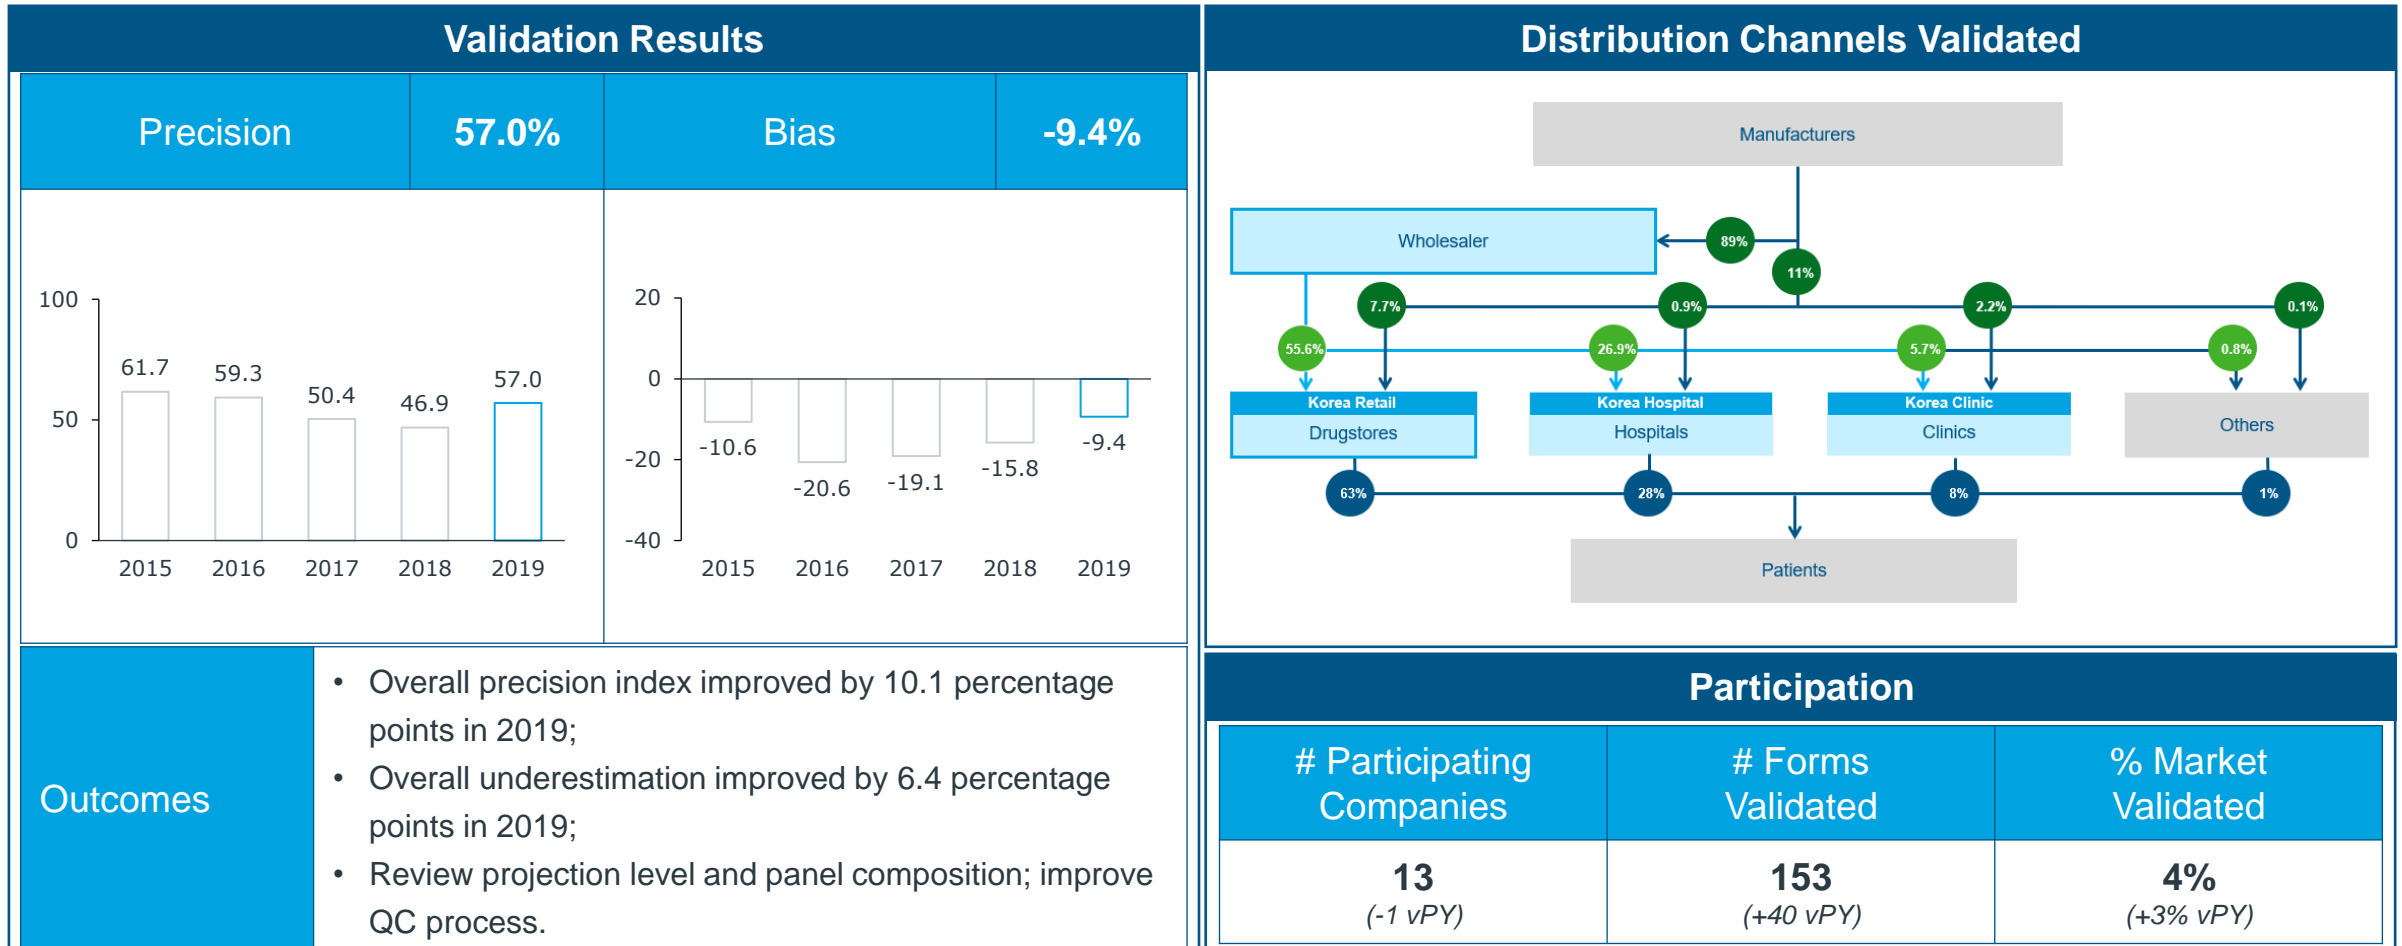 Validation Results
Precision
57.0%
Bias
-9.4%
100
50
0
61.7
59.3
50.4
46.9
57.0
2015
2016
2017
2018
2019
20
0
-20
-40
-10.6
-20.6
-19.1
-15.8
-9.4
2015
2016
2017
2018
2019
Outcomes
• Overall precision index improved by 10.1 percentage
points in 2019;
• Overall underestimation improved by 6.4 percentage
points in 2019;
• Review projection level and panel composition; improve
QC process.
Distribution Channels Validated
Manufacturers
Wholesaler
89%
11%
7.7%
0.9%
2.2%
0.1%
55.6%
26.9%
5.7%
0.8%
Korea Retail
Drugstores
Korea Hospital
Hospitals
Korea Clinic
Clinics
Others
63%
28%
8%
1%
Patients
Participation
# Participating
Companies
# Forms
Validated
% Market
Validated
13
(-1 vPY)
153
(+40 vPY)
4%
(+3% vPY)